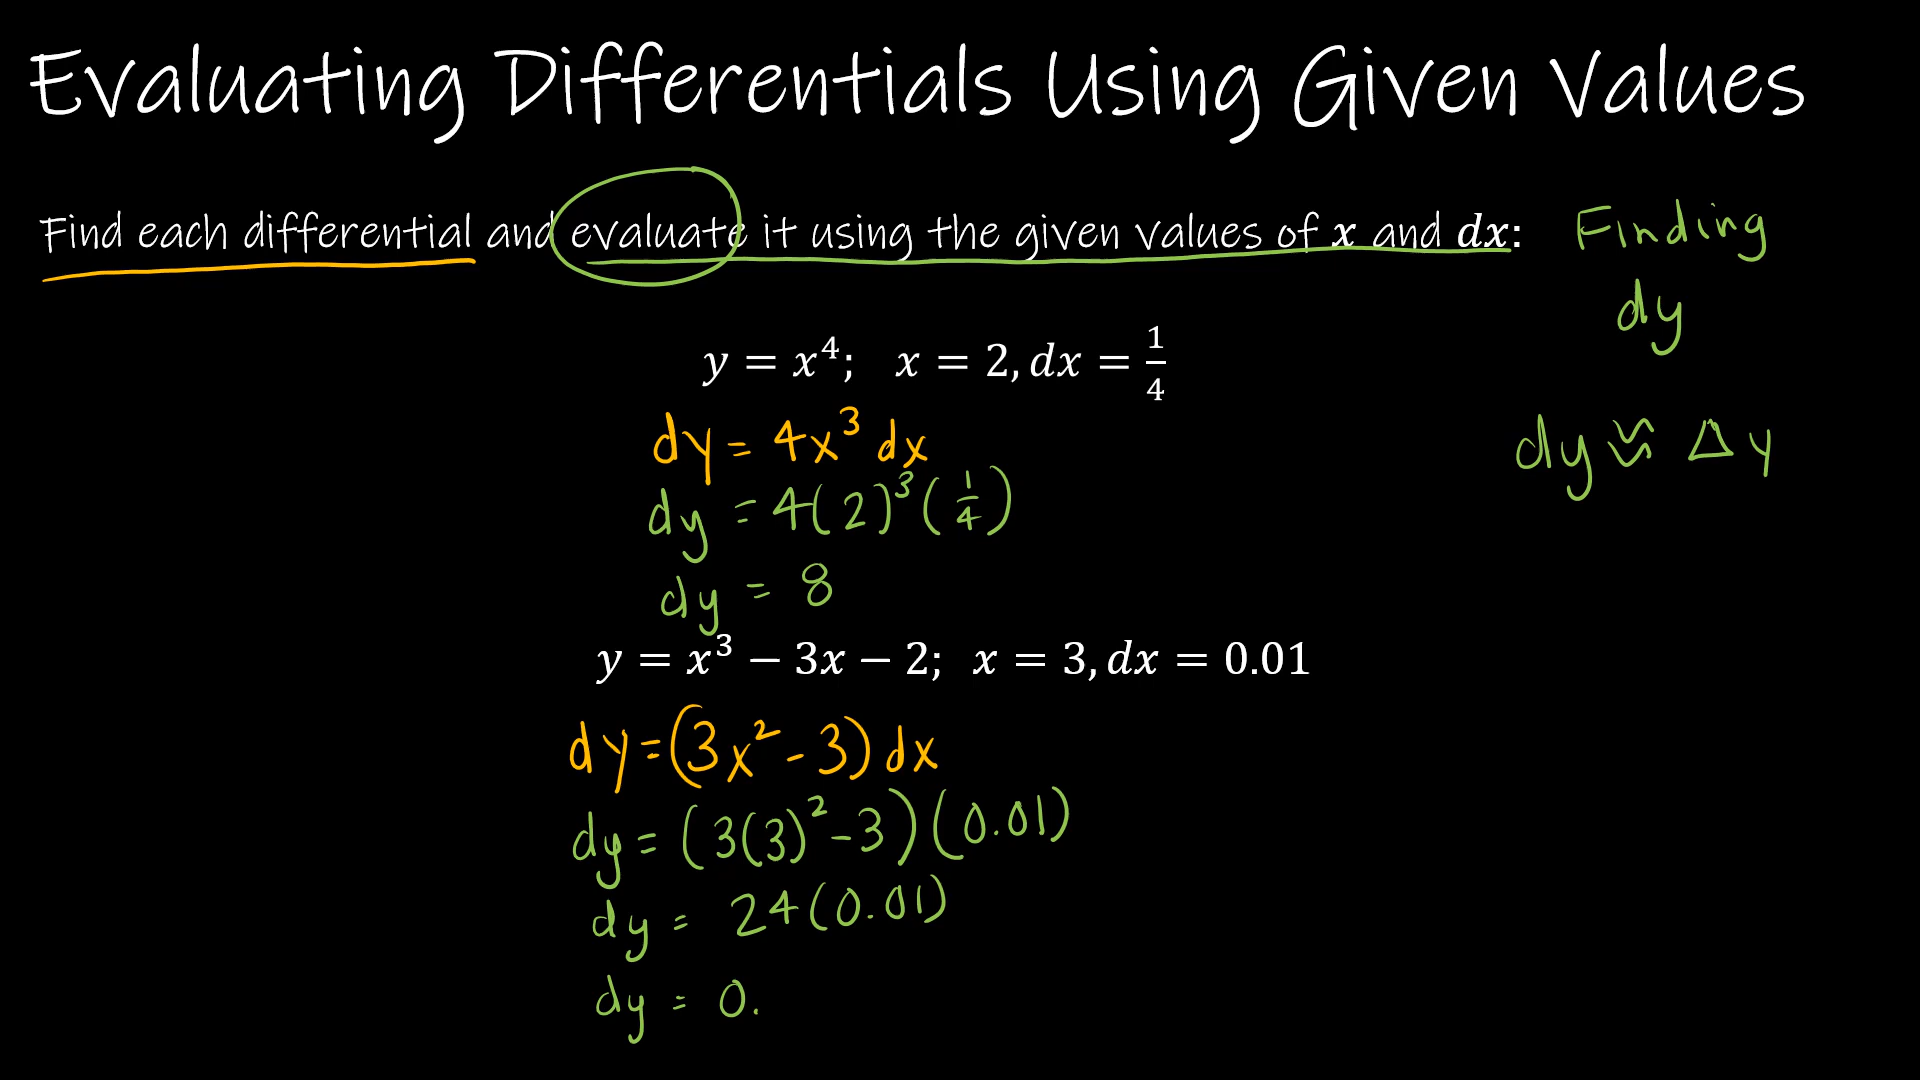 Evaluating Differentials Using Given Values
Find each differential and evaluate it using the given values of x and dx:
Finding
dy
y = x⁴; x = 2, dx = 1/4
dy = 4x³ dx
dy ≈ Δy
dy = 4(2)³(1/4)
dy = 8
y = x³ − 3x − 2; x = 3, dx = 0.01
dy = (3x² - 3) dx
dy = (3(3)² - 3)(0.01)
dy = 24(0.01)
dy = 0.